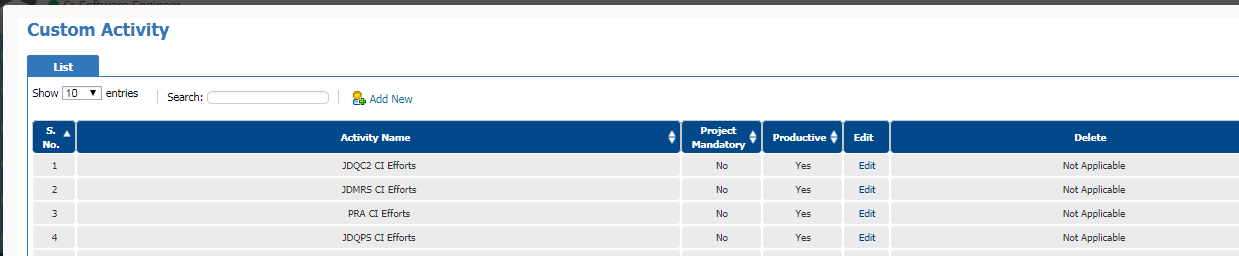 Sr Software Engineer
Custom Activity
List
Show 10 entries Search: Add New
S. No. Activity Name Project Mandatory Productive Edit Delete
1 JDQC2 CI Efforts No Yes Edit Not Applicable
2 JDMRS CI Efforts No Yes Edit Not Applicable
3 PRA CI Efforts No Yes Edit Not Applicable
4 JDQPS CI Efforts No Yes Edit Not Applicable